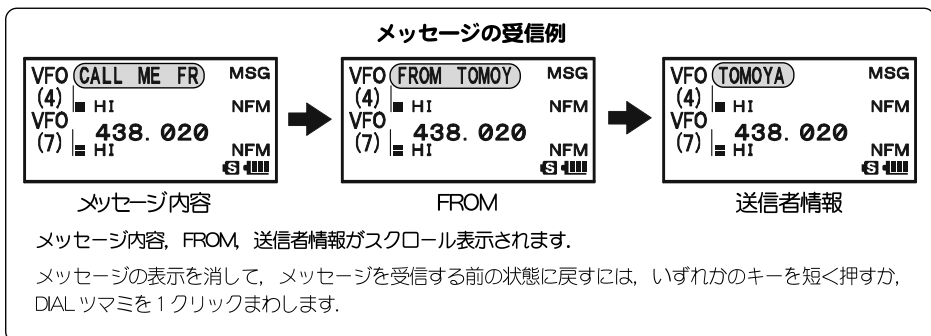 メッセージの受信例
VFO CALL ME FR MSG
(4) HI NFM
VFO 438. 020
(7) HI NFM
S
メッセージ内容
VFO FROM TOMOY MSG
(4) HI NFM
VFO 438. 020
(7) HI NFM
S
FROM
VFO TOMOYA MSG
(4) HI NFM
VFO 438. 020
(7) HI NFM
S
送信者情報
メッセージ内容, FROM, 送信者情報がスクロール表示されます.
メッセージの表示を消して, メッセージを受信する前の状態に戻すには, いずれかのキーを短く押すか,
DIAL ツマミを1クリックまわします.